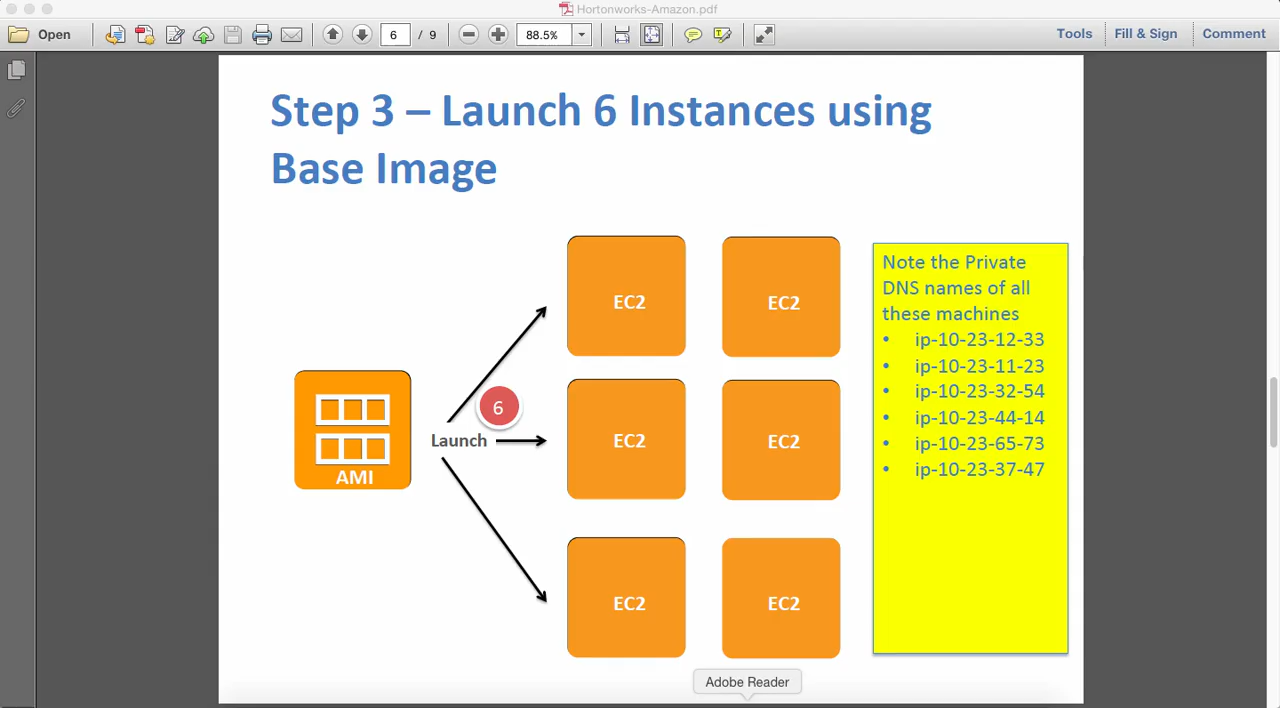 Hortonworks-Amazon.pdf
Open
6 / 9
88.5%
Tools
Fill & Sign
Comment
Step 3 – Launch 6 Instances using
Base Image
AMI
Launch
6
EC2
EC2
EC2
EC2
EC2
EC2
Note the Private
DNS names of all
these machines
• ip-10-23-12-33
• ip-10-23-11-23
• ip-10-23-32-54
• ip-10-23-44-14
• ip-10-23-65-73
• ip-10-23-37-47
Adobe Reader